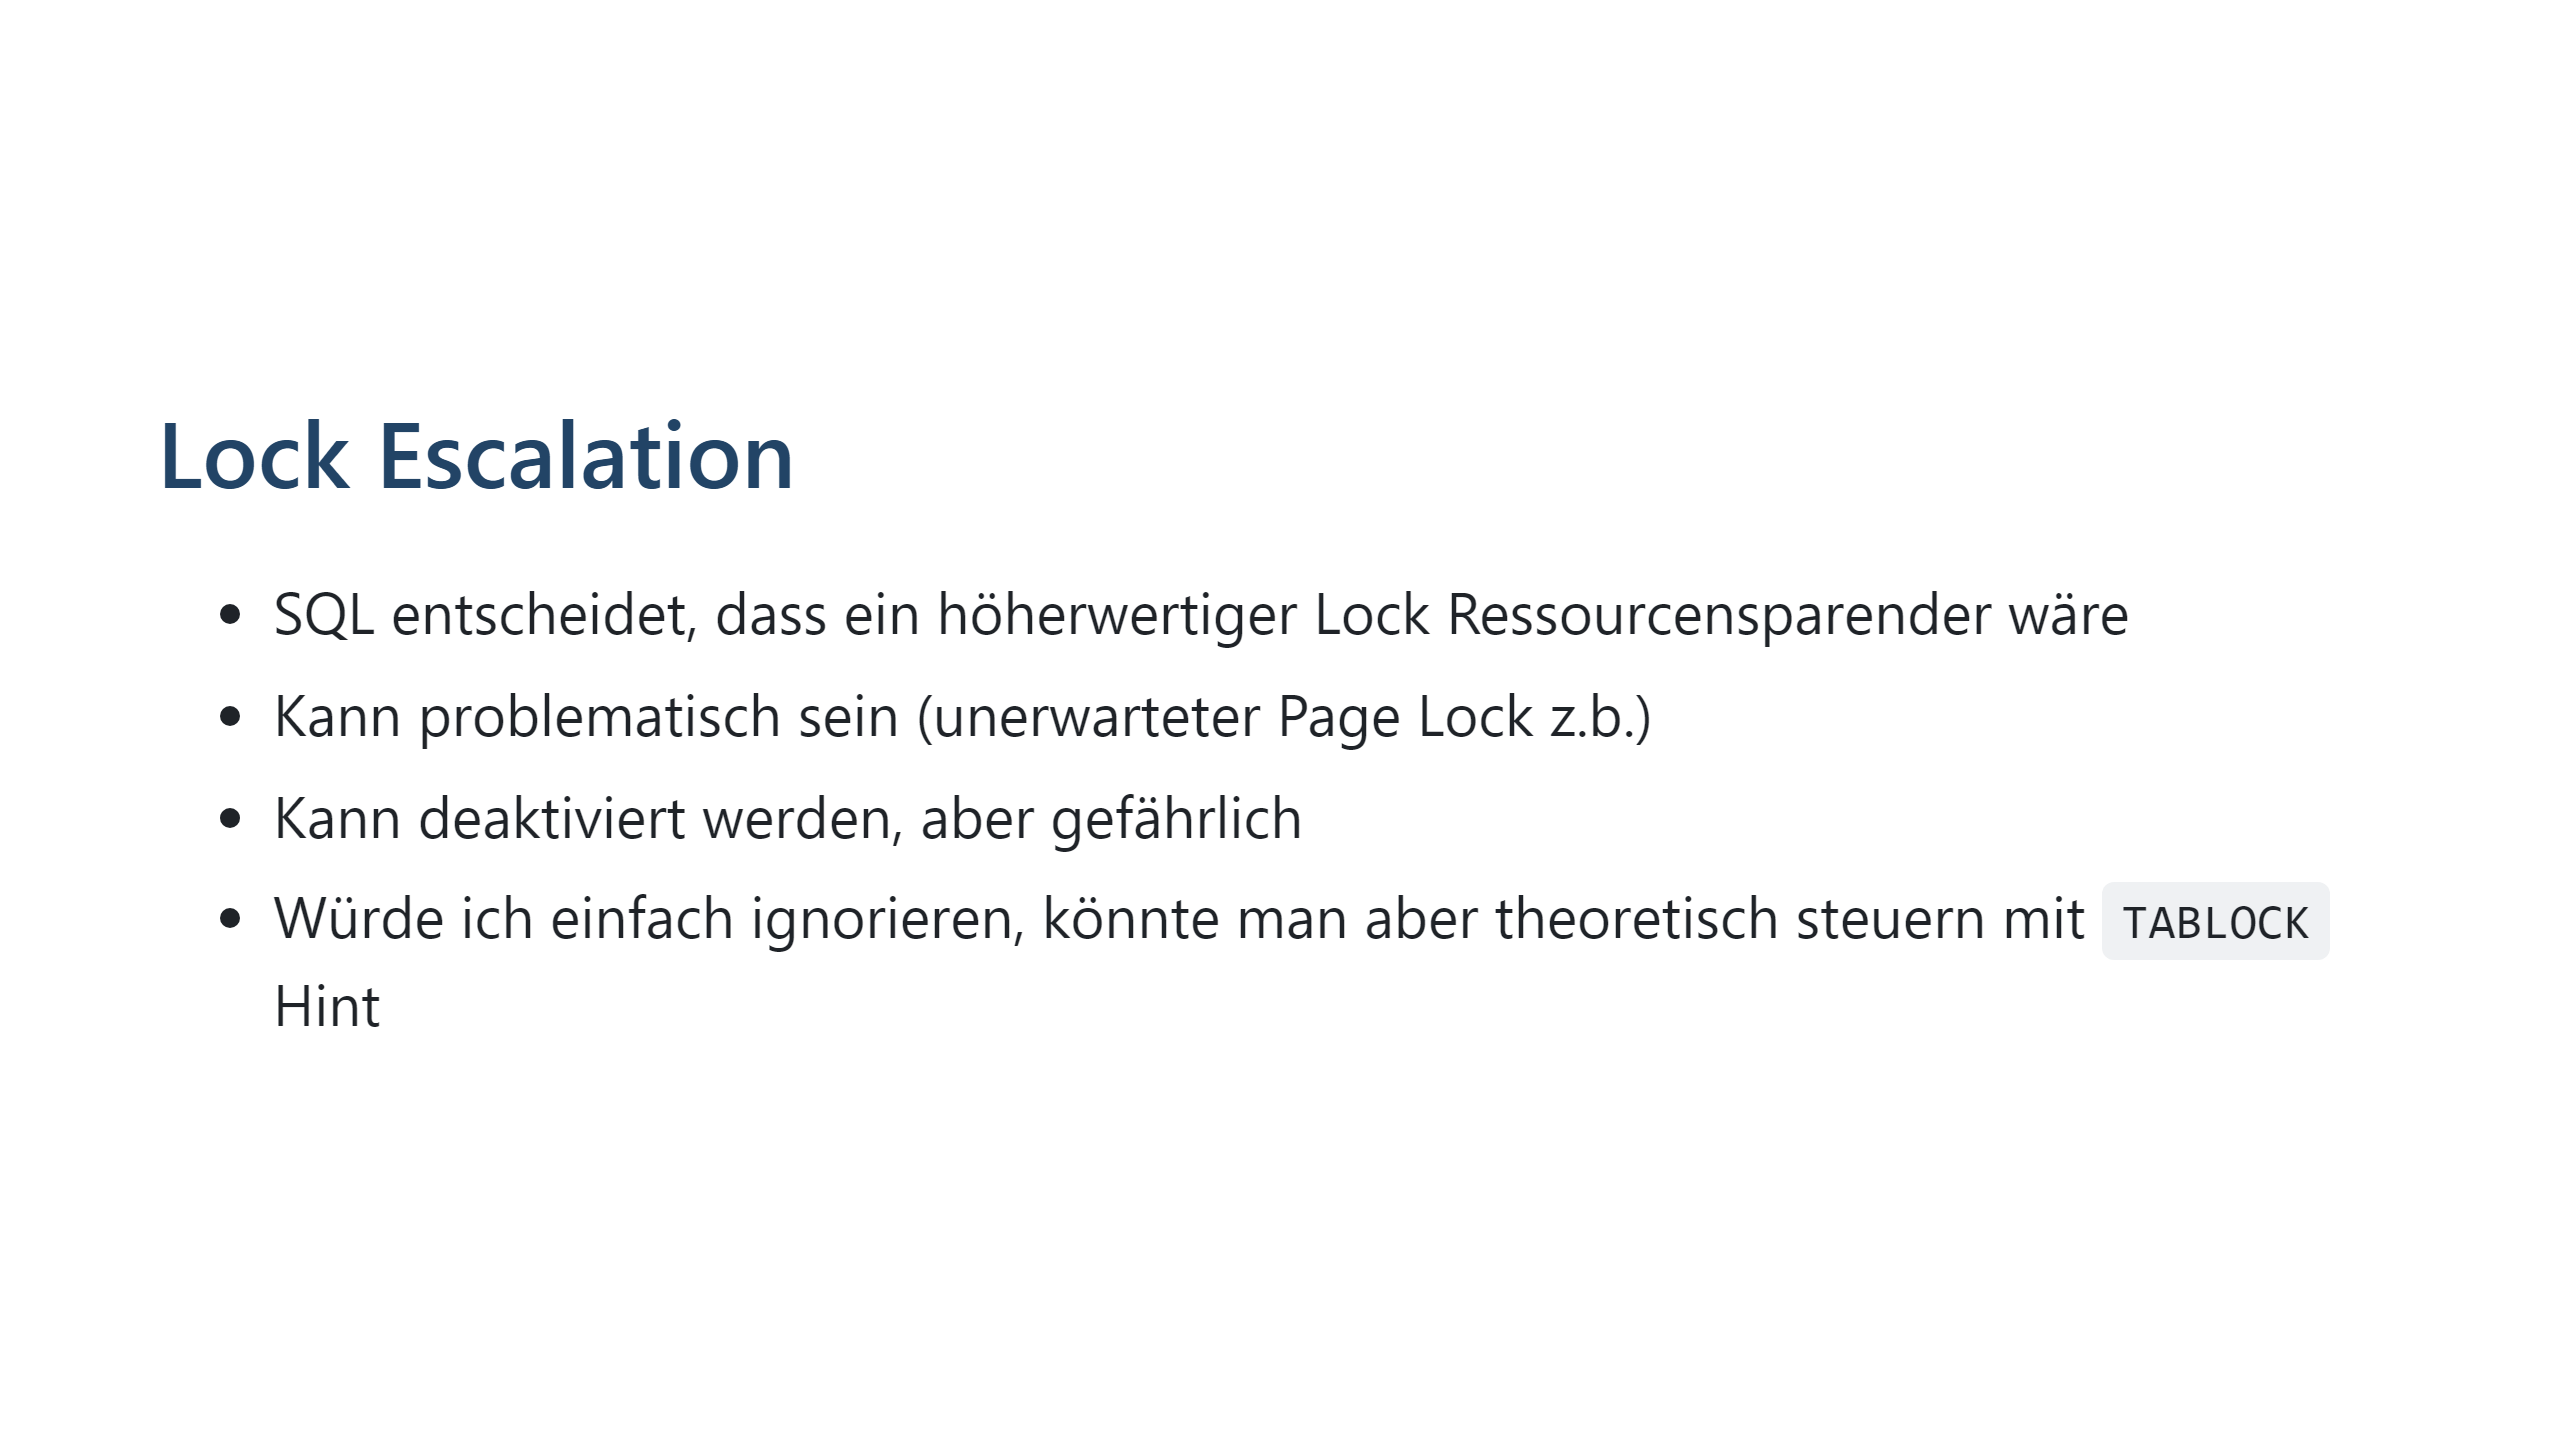 Lock Escalation
SQL entscheidet, dass ein höherwertiger Lock Ressourcensparender wäre
Kann problematisch sein (unerwarteter Page Lock z.b.)
Kann deaktiviert werden, aber gefährlich
Würde ich einfach ignorieren, könnte man aber theoretisch steuern mit TABLOCK
Hint